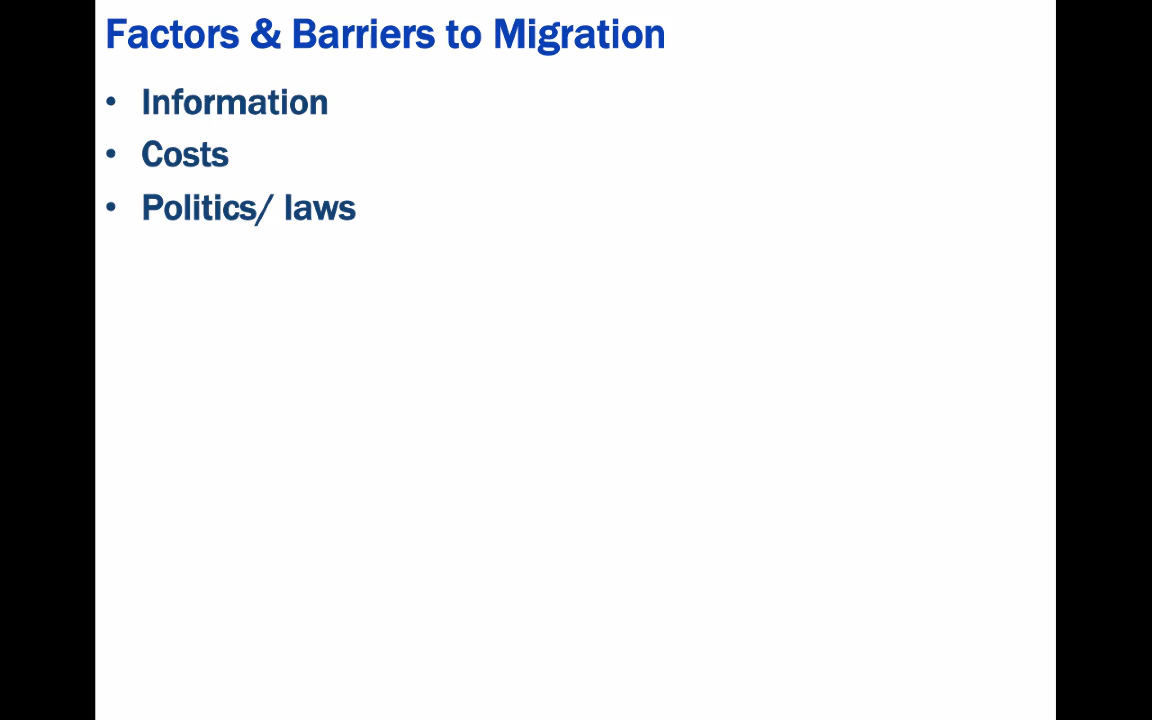 Factors & Barriers to Migration
• Information
• Costs
• Politics/ laws